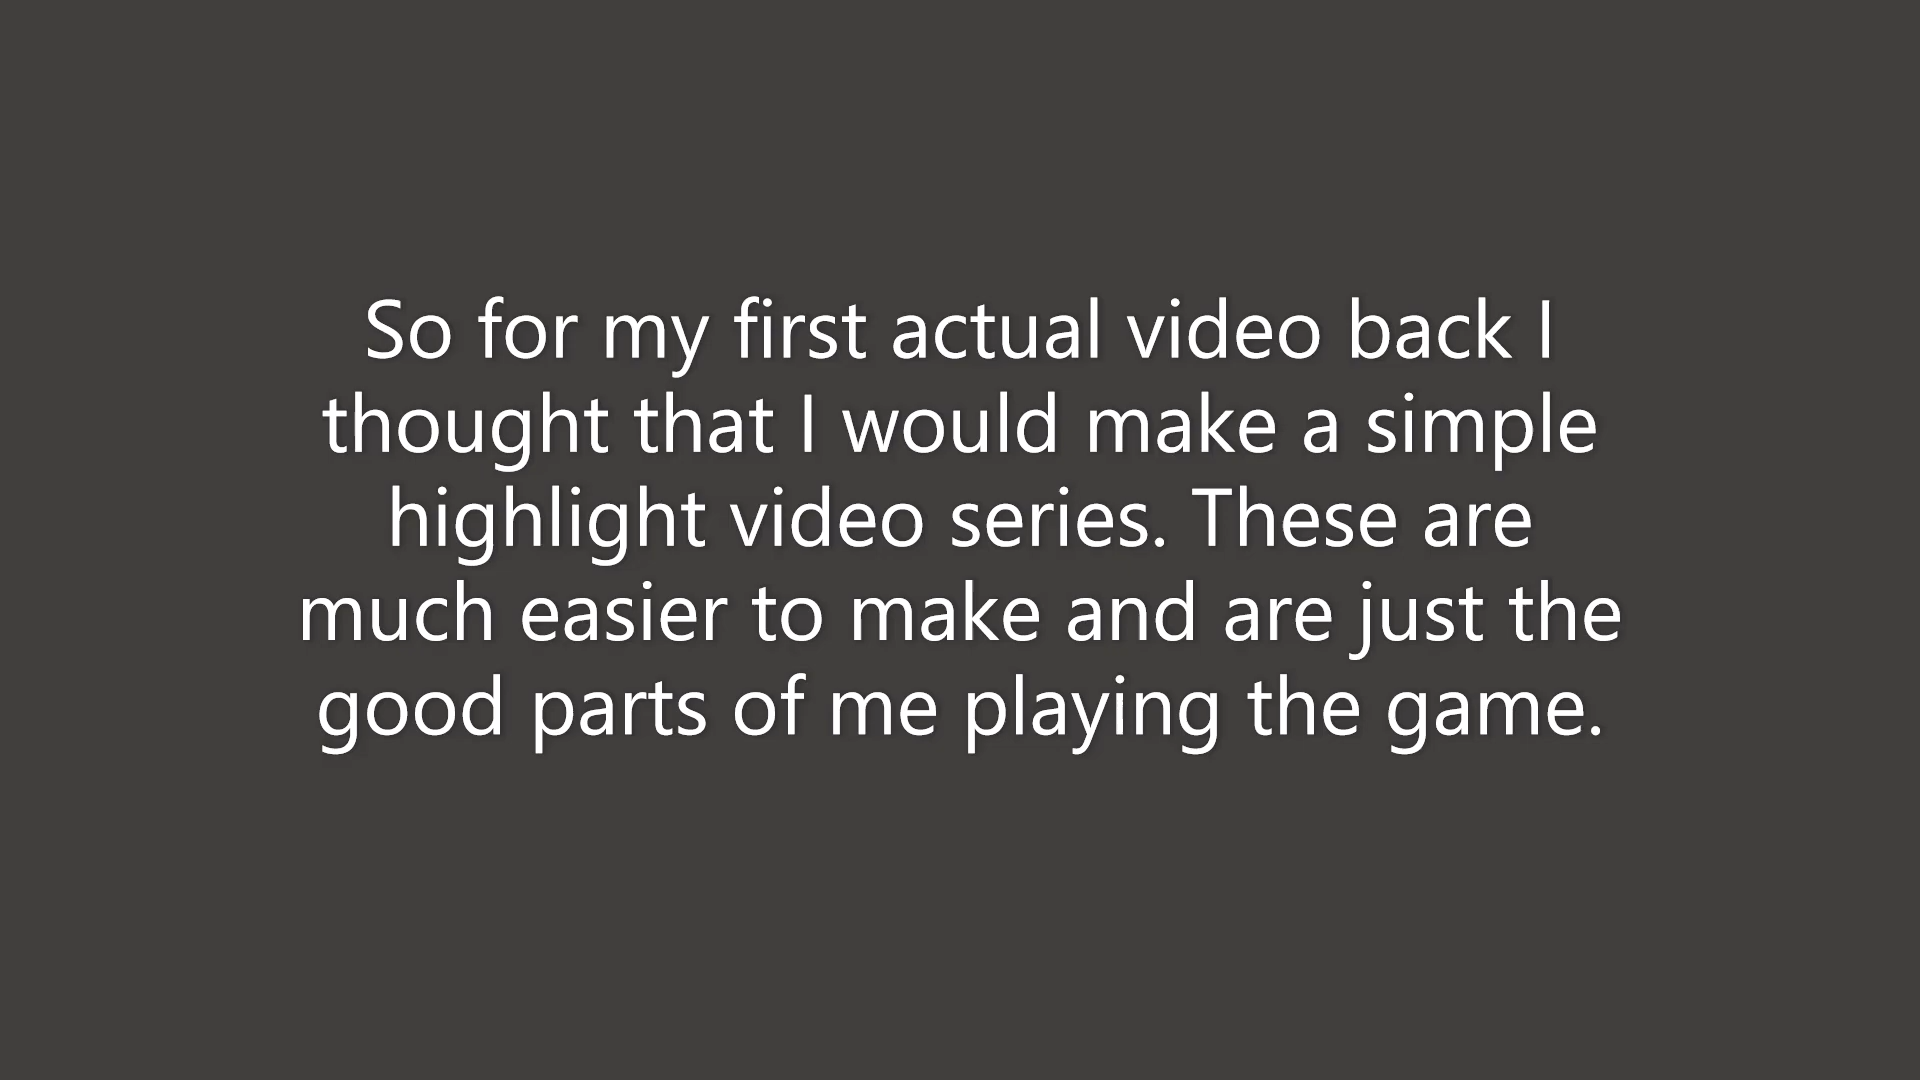 So for my first actual video back I
thought that I would make a simple
highlight video series. These are
much easier to make and are just the
good parts of me playing the game.